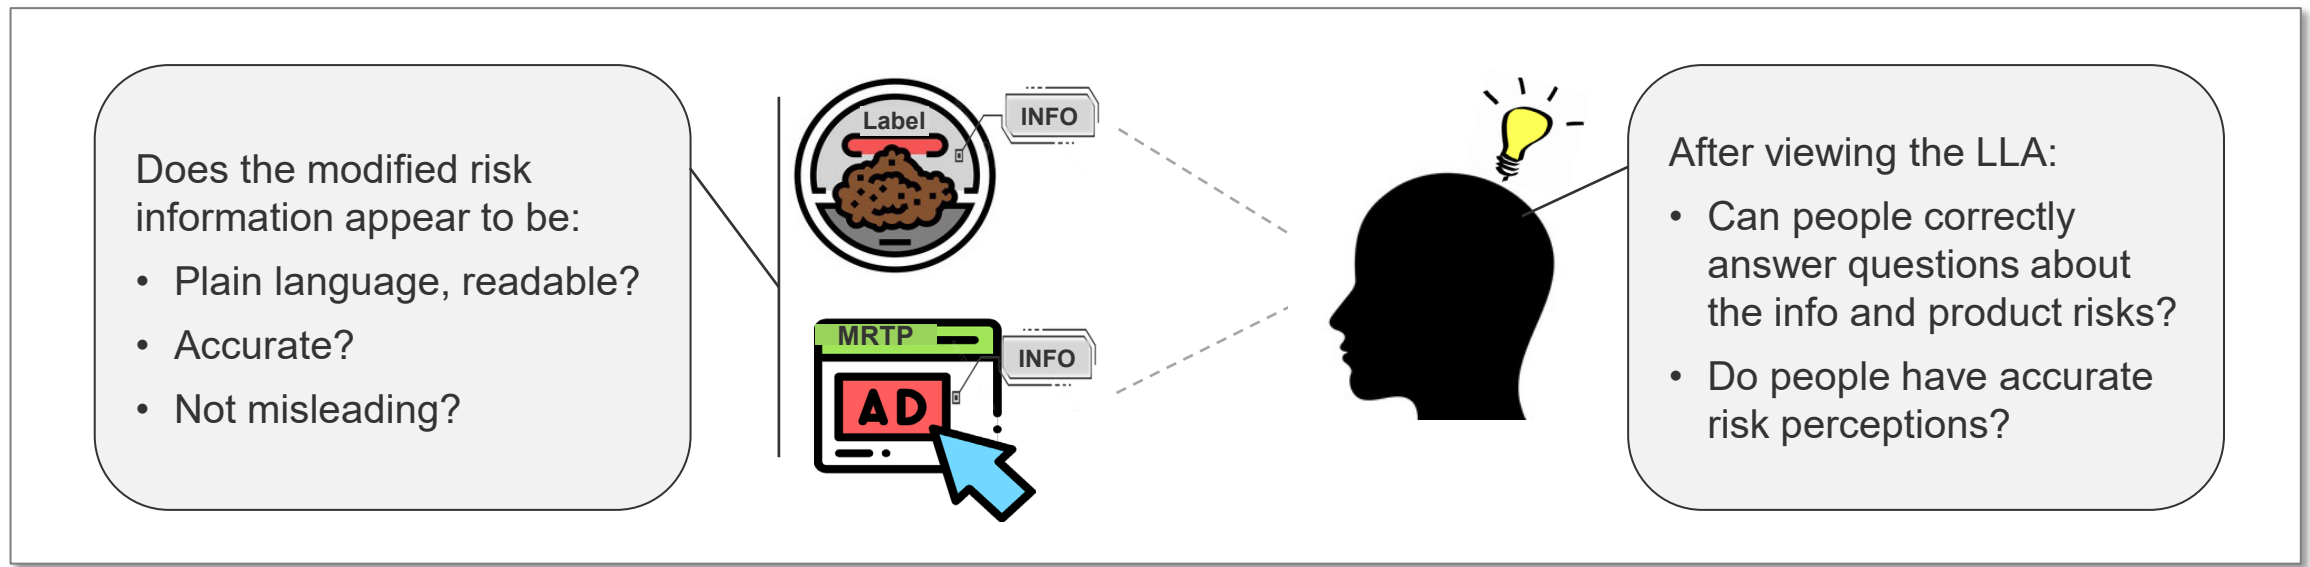 Does the modified risk
information appear to be:
• Plain language, readable?
• Accurate?
• Not misleading?
Label
INFO
MRTP
INFO
AD
After viewing the LLA:
• Can people correctly
answer questions about
the info and product risks?
• Do people have accurate
risk perceptions?